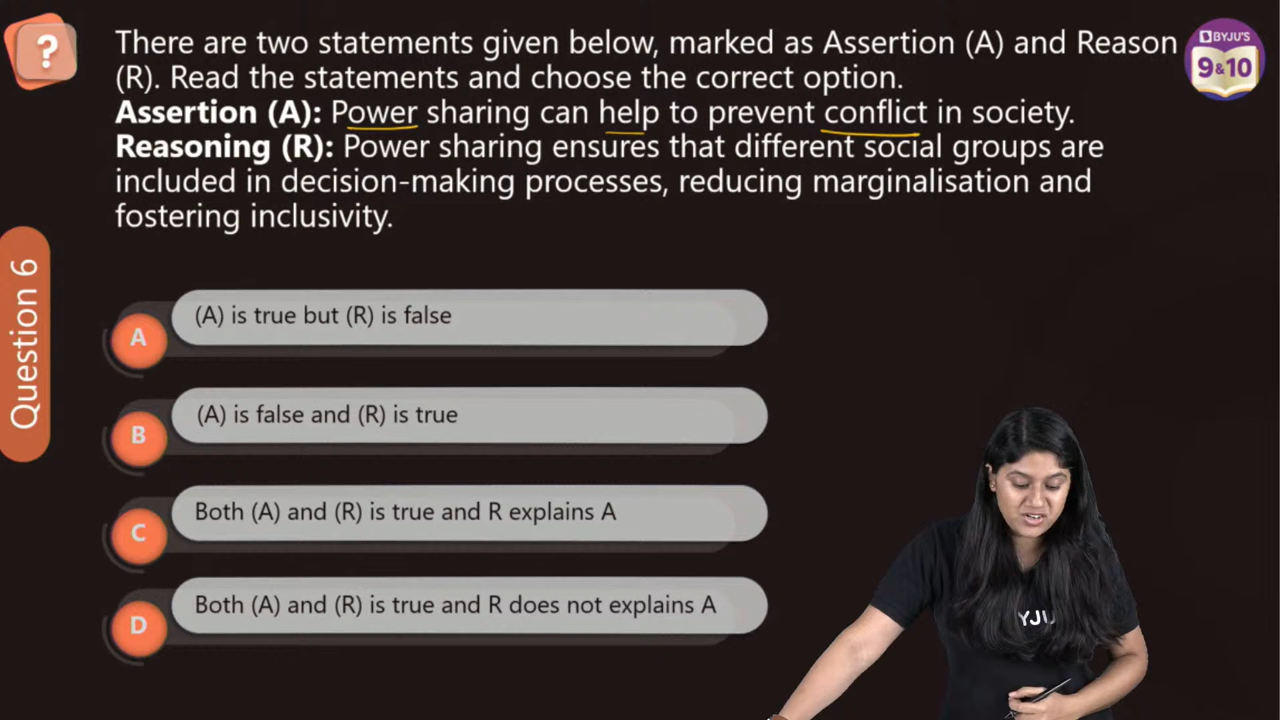 ?
There are two statements given below, marked as Assertion (A) and Reason
(R). Read the statements and choose the correct option.
Assertion (A): Power sharing can help to prevent conflict in society.
Reasoning (R): Power sharing ensures that different social groups are
included in decision-making processes, reducing marginalisation and
fostering inclusivity.
BYJU'S
9&10
Question 6
A
(A) is true but (R) is false
B
(A) is false and (R) is true
C
Both (A) and (R) is true and R explains A
D
Both (A) and (R) is true and R does not explains A
YJU